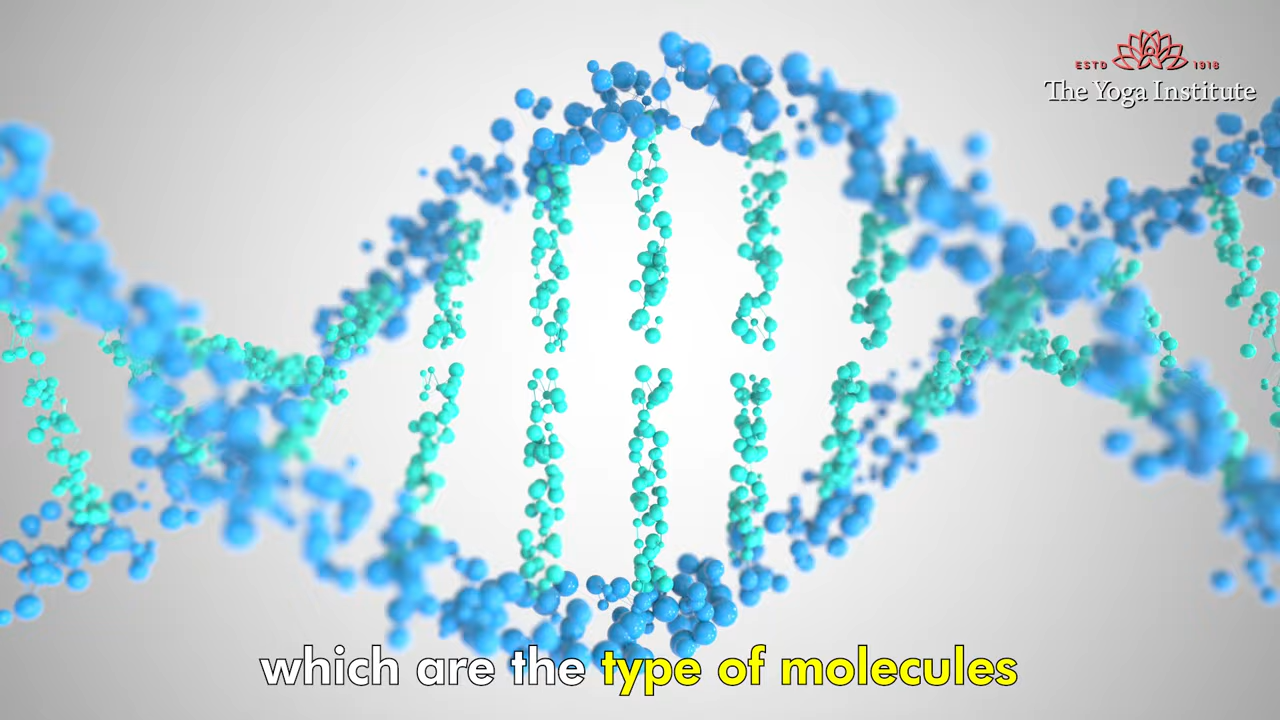 ESTD 1918
The Yoga Institute
which are the type of molecules